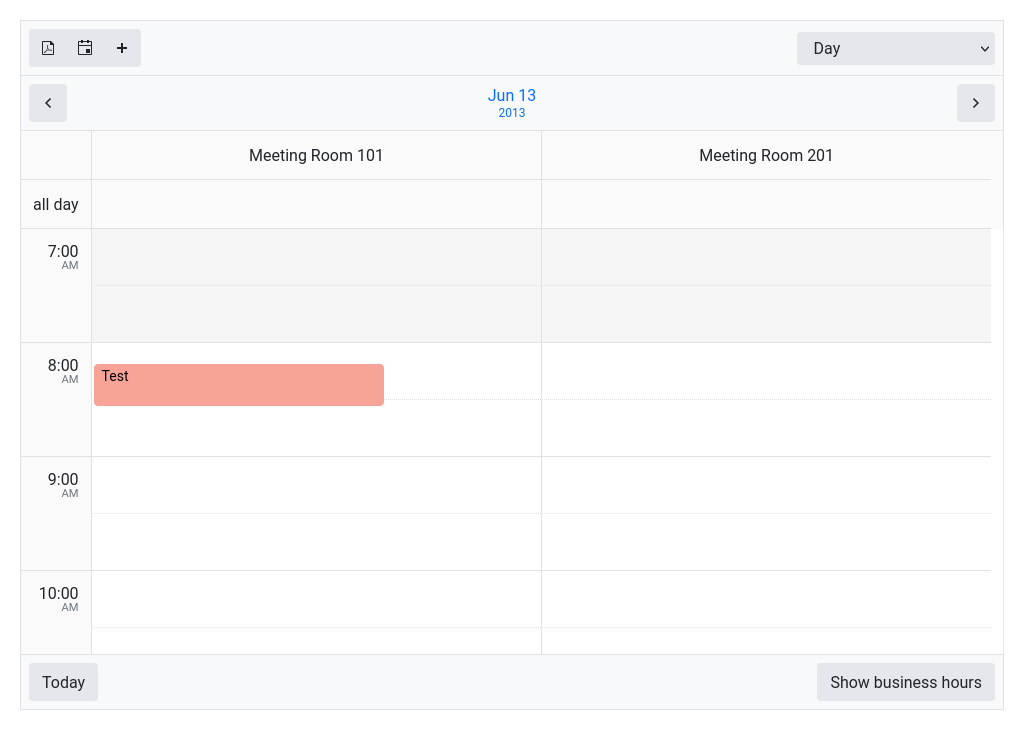 Day
Jun 13
2013
Meeting Room 101
Meeting Room 201
all day
7:00
AM
8:00
AM
Test
9:00
AM
10:00
AM
Today
Show business hours